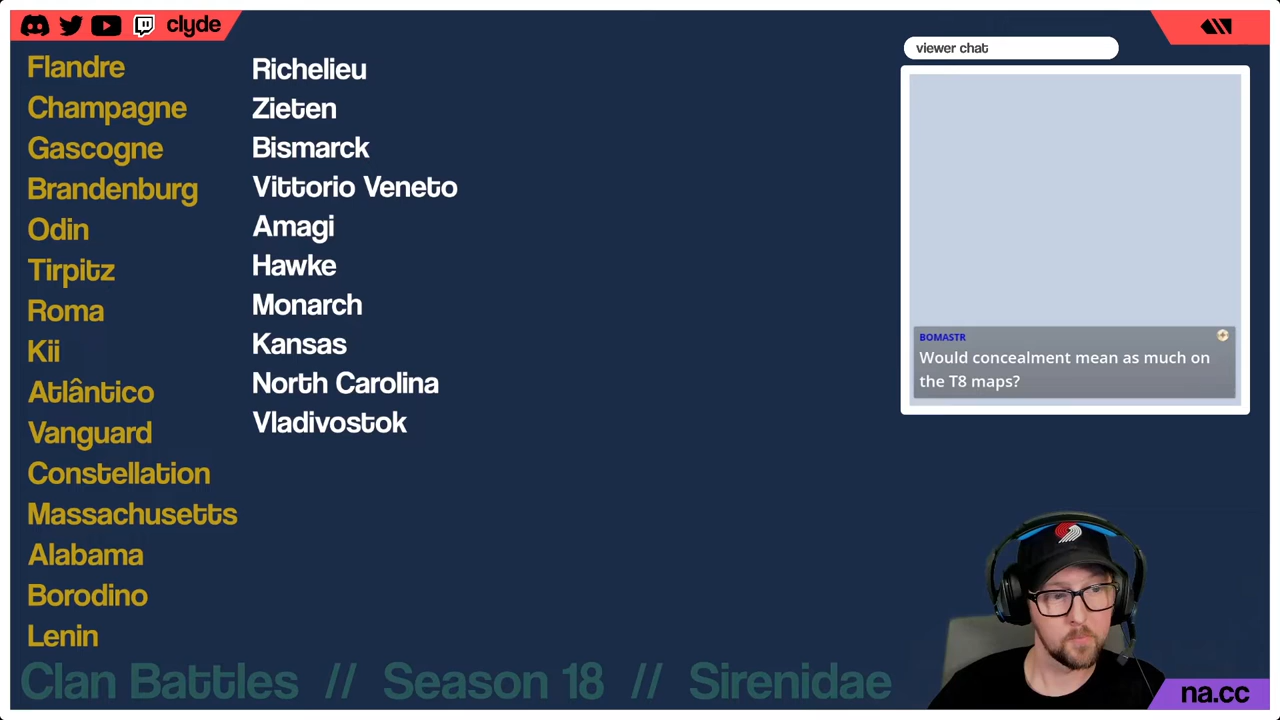 clyde
Flandre
Champagne
Gascogne
Brandenburg
Odin
Tirpitz
Roma
Kii
Atlântico
Vanguard
Constellation
Massachusetts
Alabama
Borodino
Lenin
Richelieu
Zieten
Bismarck
Vittorio Veneto
Amagi
Hawke
Monarch
Kansas
North Carolina
Vladivostok
viewer chat
BOMASTR
Would concealment mean as much on
the T8 maps?
Clan Battles // Season 18 // Sirenidae
na.cc